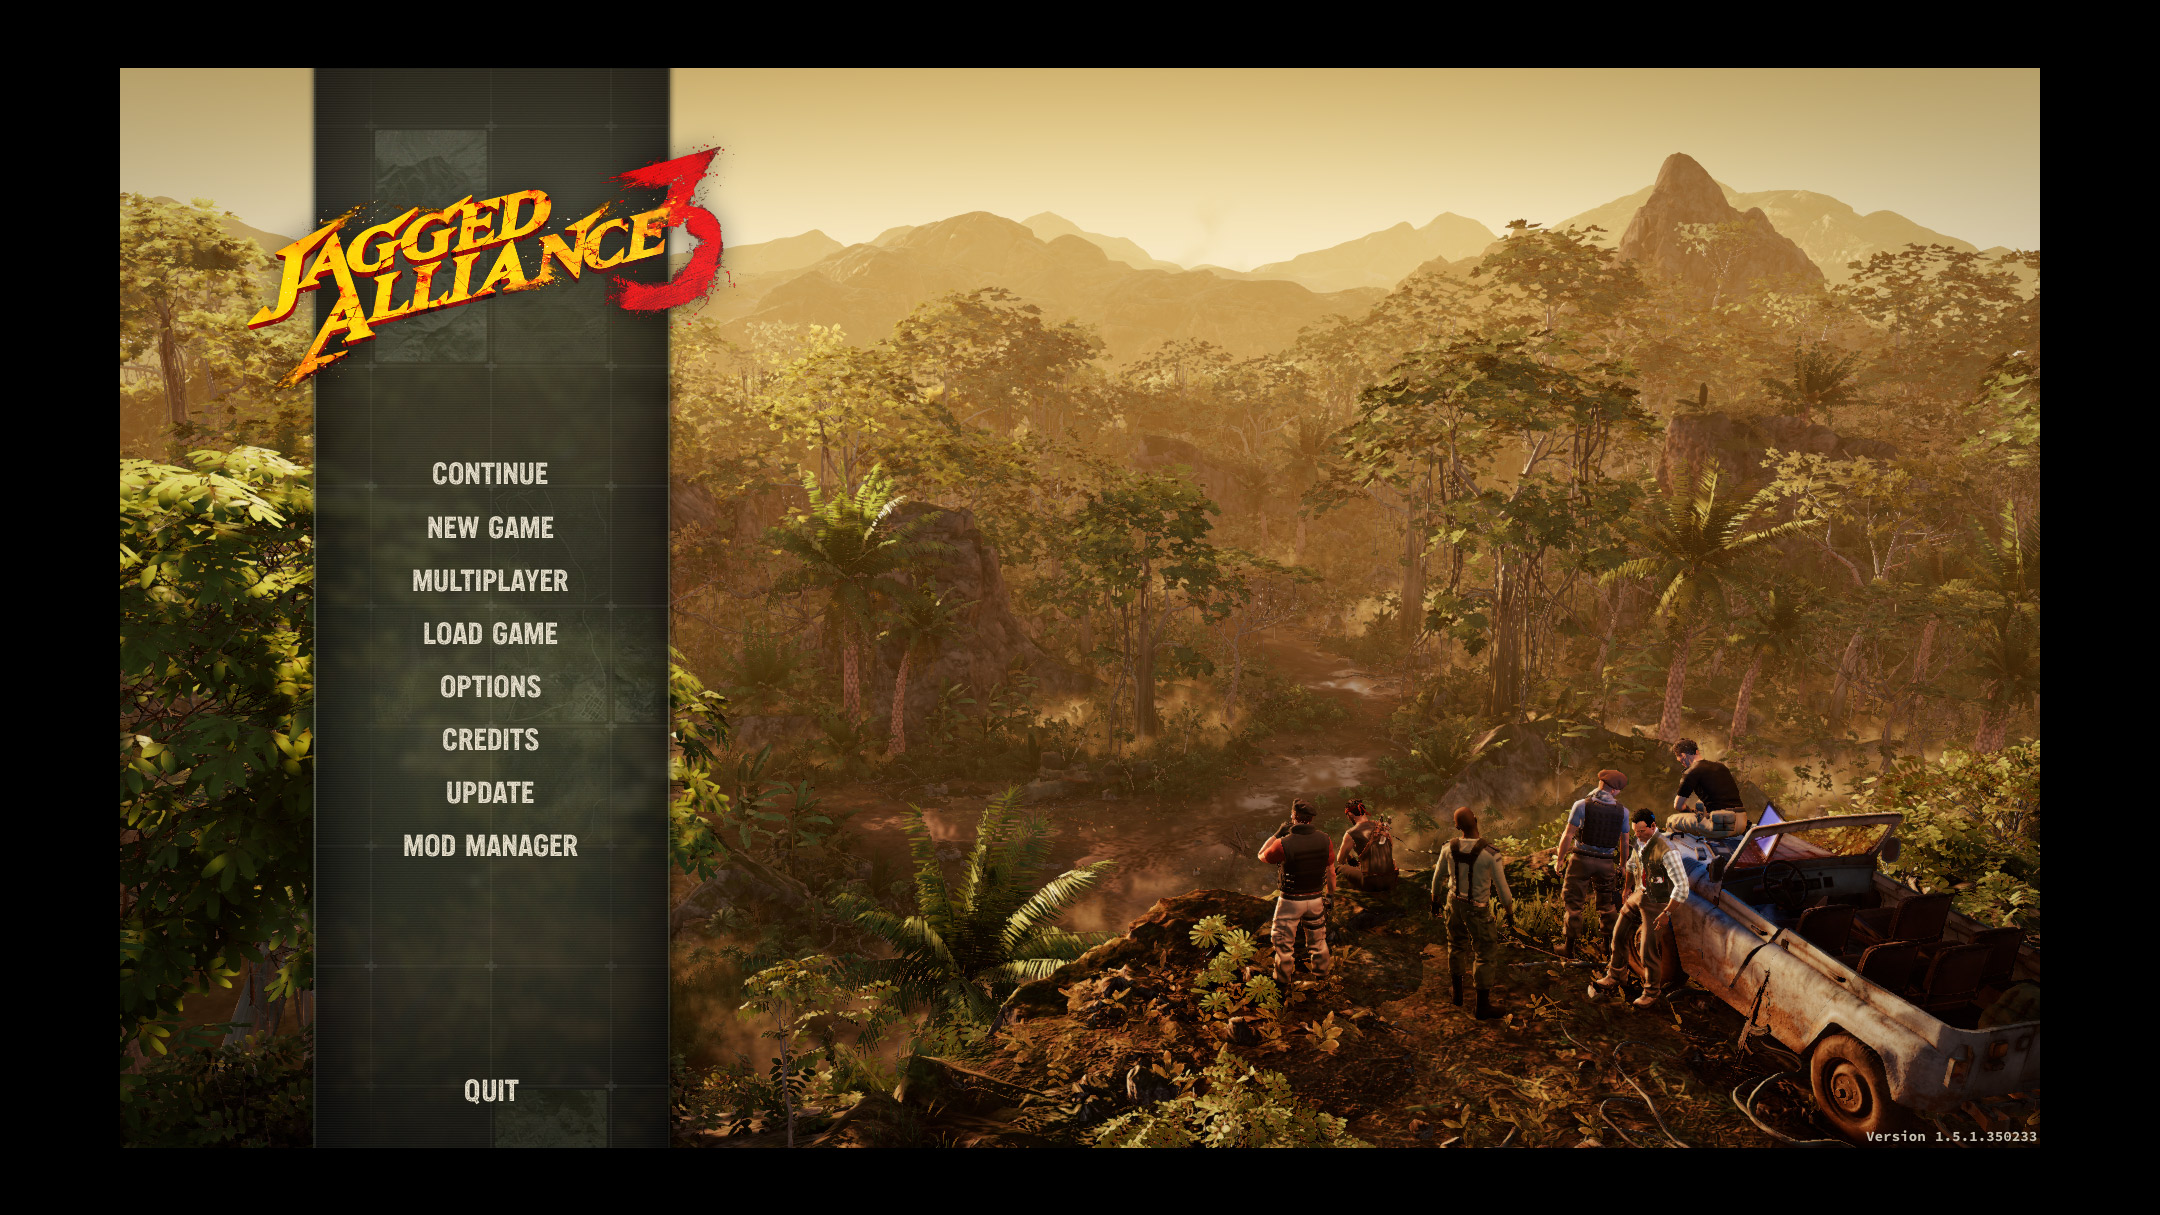 JAGGED
ALLIANCE 3
CONTINUE
NEW GAME
MULTIPLAYER
LOAD GAME
OPTIONS
CREDITS
UPDATE
MOD MANAGER
QUIT
Version 1.5.1.350233